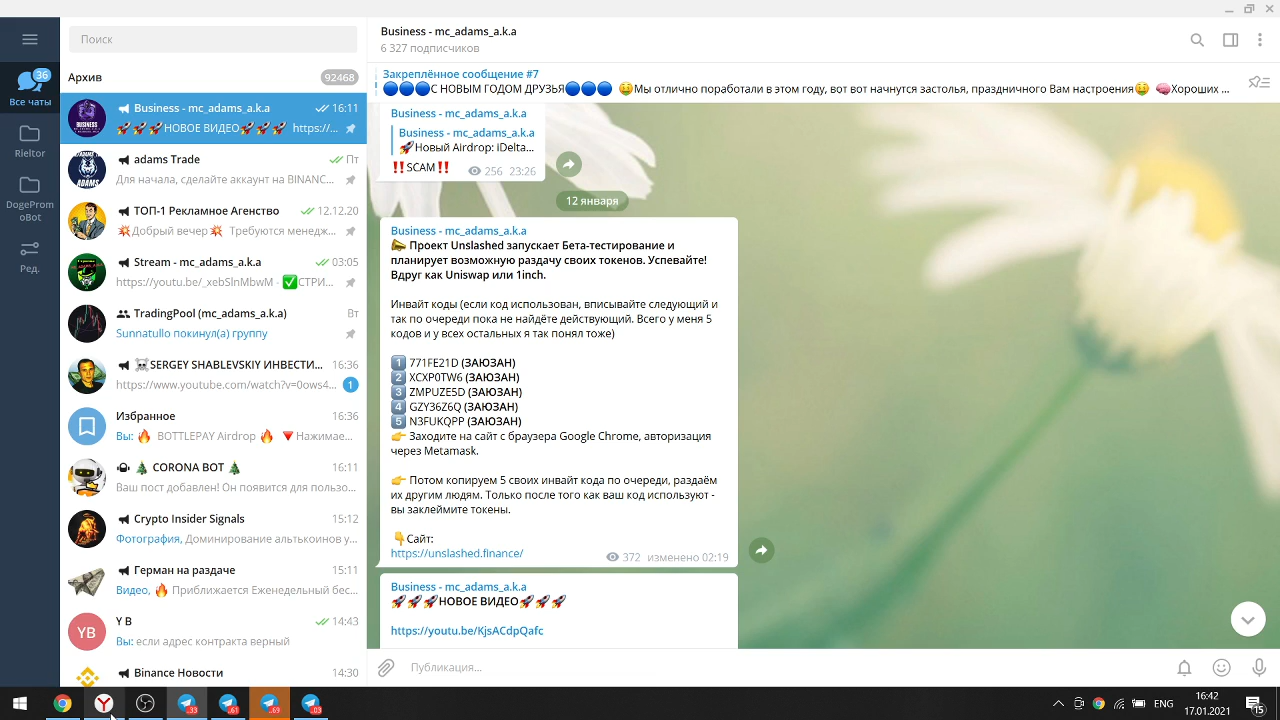 Поиск
Архив
92468
36
Все чаты
Rieltor
DogeProm
oBot
Ред.
Business - mc_adams_a.k.a
16:11
🚀🚀🚀НОВОЕ ВИДЕО🚀🚀🚀 https://...
adams Trade
Пт
Для начала, сделайте аккаунт на BINANC...
ТОП-1 Рекламное Агенство
12.12.20
💥Добрый вечер💥 Требуются менедж...
Stream - mc_adams_a.k.a
03:05
https://youtu.be/_xebSlnMbwM - ✅СТРИ...
TradingPool (mc_adams_a.k.a)
Вт
Sunnatullo покинул(а) группу
☠️SERGEY SHABLEVSKIY ИНВЕСТИ...
16:36
https://www.youtube.com/watch?v=0ows4...
1
Избранное
16:36
Вы: 🔥 BOTTLEPAY Airdrop 🔥 🔻Нажимае...
🎄 CORONA BOT 🎄
16:11
Ваш пост добавлен! Он появится для пользо...
Crypto Insider Signals
15:12
Фотография, Доминирование алькоинов у...
Герман на раздаче
15:11
Видео, 🔥 Приближается Еженедельный бес...
YB
Y B
14:43
Вы: если адрес контракта верный
Binance Новости
14:30
Business - mc_adams_a.k.a
6 327 подписчиков
Закреплённое сообщение #7
🔵🔵🔵С НОВЫМ ГОДОМ ДРУЗЬЯ🔵🔵🔵 🤑Мы отлично поработали в этом году, вот вот начнутся застолья, праздничного Вам настроения🤑 🧠Хороших ...
Business - mc_adams_a.k.a
Business - mc_adams_a.k.a
🚀Новый Airdrop: iDelta...
‼️SCAM‼️
256 23:26
12 января
Business - mc_adams_a.k.a
📣 Проект Unslashed запускает Бета-тестирование и
планирует возможную раздачу своих токенов. Успевайте!
Вдруг как Uniswap или 1inch.
Инвайт коды (если код использован, вписывайте следующий и
так по очереди пока не найдёте действующий. Всего у меня 5
кодов и у всех остальных я так понял тоже)
1️⃣ 771FE21D (ЗАЮЗАН)
2️⃣ XCXP0TW6 (ЗАЮЗАН)
3️⃣ ZMPUZE5D (ЗАЮЗАН)
4️⃣ GZY36Z6Q (ЗАЮЗАН)
5️⃣ N3FUKQPP (ЗАЮЗАН)
👉 Заходите на сайт с браузера Google Chrome, авторизация
через Metamask.
👉 Потом копируем 5 своих инвайт кода по очереди, раздаём
их другим людям. Только после того как ваш код используют -
вы заклеймите токены.
👇Сайт:
https://unslashed.finance/
372 изменено 02:19
Business - mc_adams_a.k.a
🚀🚀🚀НОВОЕ ВИДЕО🚀🚀🚀
https://youtu.be/KjsACdpQafc
Публикация...
33
61
69
03
ENG
16:42
17.01.2021
15